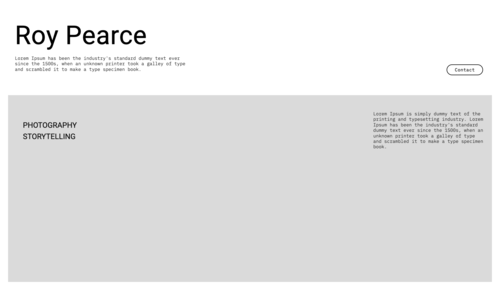 Roy Pearce
Lorem Ipsum has been the industry's standard dummy text ever
since the 1500s, when an unknown printer took a galley of type
and scrambled it to make a type specimen book.
Contact
PHOTOGRAPHY
STORYTELLING
Lorem Ipsum is simply dummy text of the
printing and typesetting industry. Lorem
Ipsum has been the industry's standard
dummy text ever since the 1500s, when an
unknown printer took a galley of type
and scrambled it to make a type specimen
book.